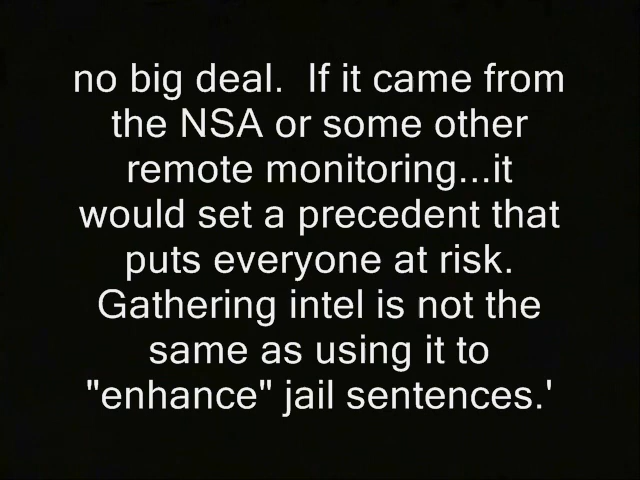 no big deal.  If it came from
the NSA or some other
remote monitoring...it
would set a precedent that
puts everyone at risk.
Gathering intel is not the
same as using it to
"enhance" jail sentences.'